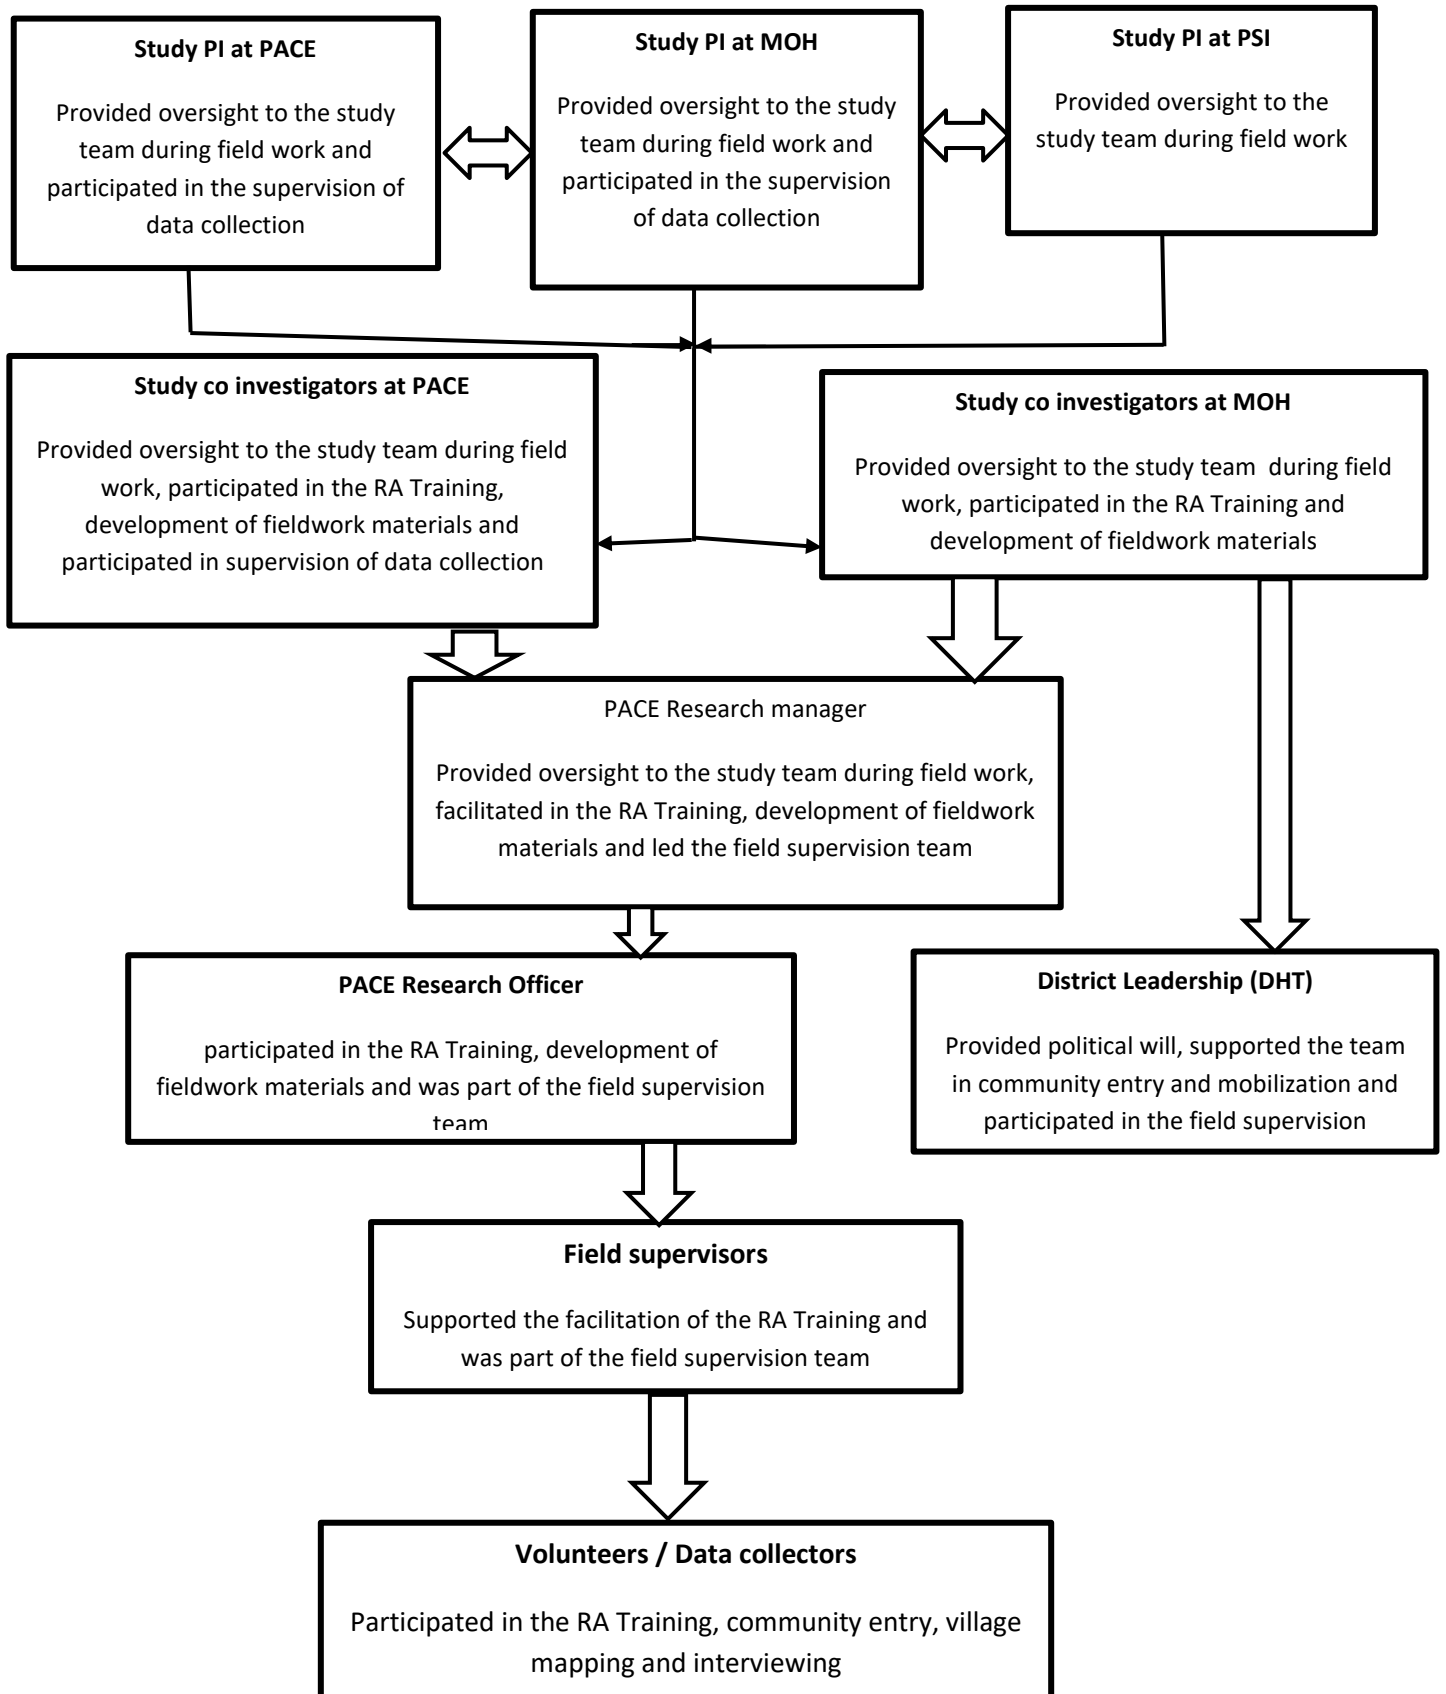 Study PI at PACE
Provided oversight to the study
team during field work and
participated in the supervision of
data collection
Study PI at MOH
Provided oversight to the study
team during field work and
participated in the supervision
of data collection
Study PI at PSI
Provided oversight to the
study team during field work
Study co investigators at PACE
Provided oversight to the study team during field
work, participated in the RA Training,
development of fieldwork materials and
participated in supervision of data collection
Study co investigators at MOH
Provided oversight to the study team during field
work, participated in the RA Training and
development of fieldwork materials
PACE Research manager
Provided oversight to the study team during field work,
facilitated in the RA Training, development of fieldwork
materials and led the field supervision team
PACE Research Officer
participated in the RA Training, development of
fieldwork materials and was part of the field supervision
team
District Leadership (DHT)
Provided political will, supported the team
in community entry and mobilization and
participated in the field supervision
Field supervisors
Supported the facilitation of the RA Training and
was part of the field supervision team
Volunteers / Data collectors
Participated in the RA Training, community entry, village
mapping and interviewing